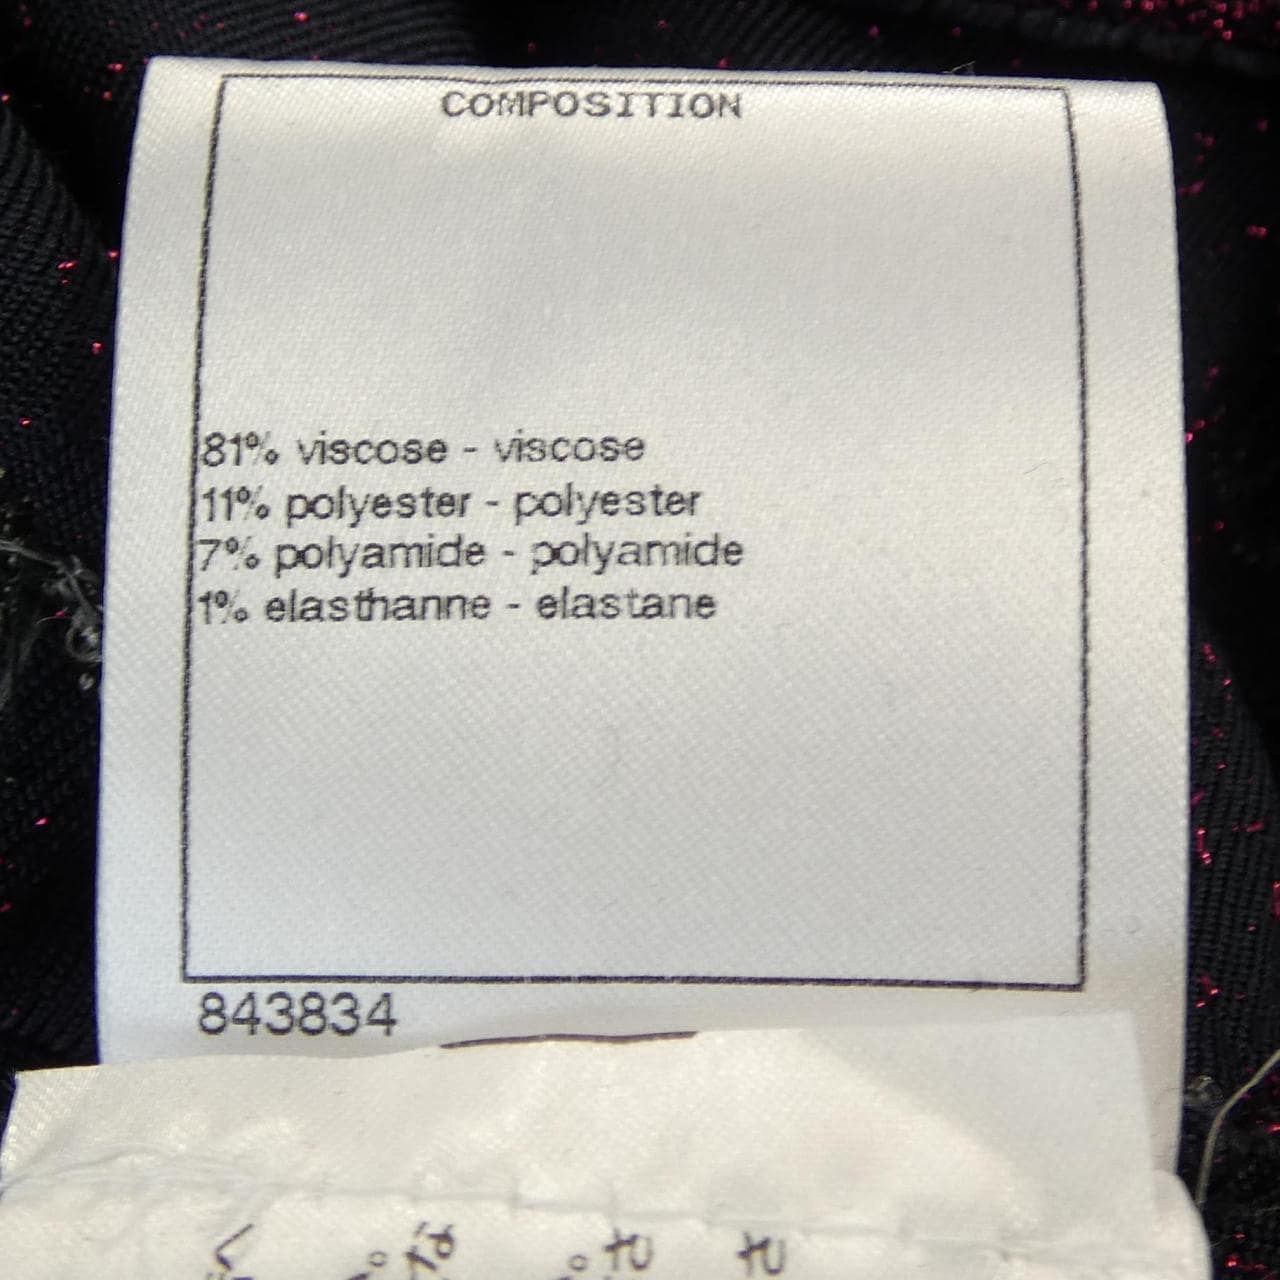 COMPOSITION
81% viscose - viscose
11% polyester - polyester
7% polyamide - polyamide
1% elasthanne - elastane
843834